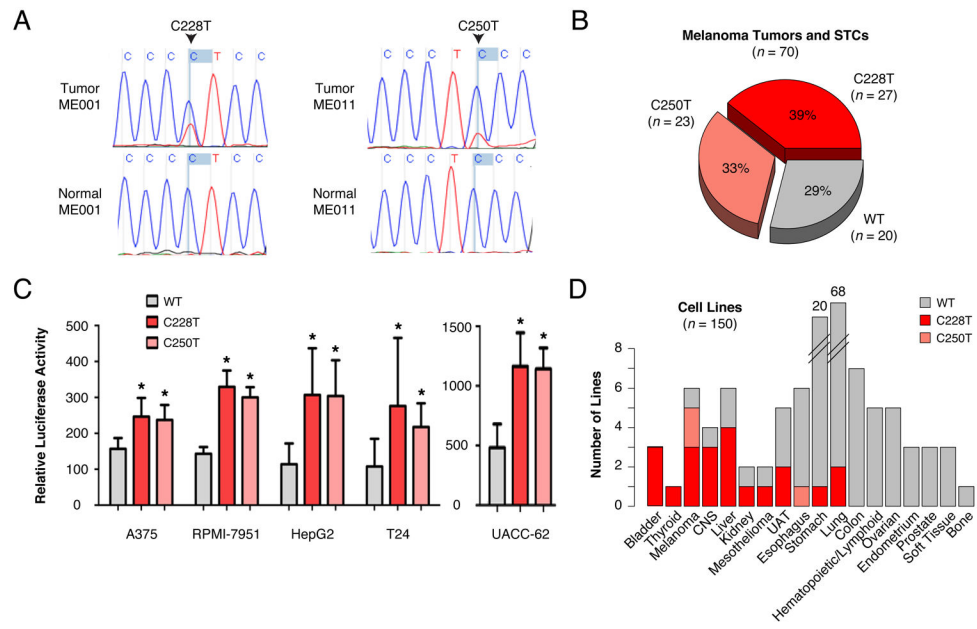 A
C228T
C C C C T C C
Tumor
ME001
C C C C T C C
Normal
ME001
C250T
C C C T C C C
Tumor
ME011
C C C T C C C
Normal
ME011
B
Melanoma Tumors and STCs
(n = 70)
C228T
(n = 27)
39%
C250T
(n = 23)
33%
29%
WT
(n = 20)
C
WT
C228T
C250T
Relative Luciferase Activity
500
400
300
200
100
0
* * * * * * * *
A375 RPMI-7951 HepG2 T24
1500
1000
500
0
* *
UACC-62
D
Cell Lines
(n = 150)
20 68
WT
C228T
C250T
Number of Lines
8
6
4
2
0
Bladder
Thyroid
Melanoma
CNS
Liver
Kidney
Mesothelioma
UAT
Esophagus
Stomach
Lung
Colon
Hematopoietic/Lymphoid
Ovarian
Endometrium
Prostate
Soft Tissue
Bone